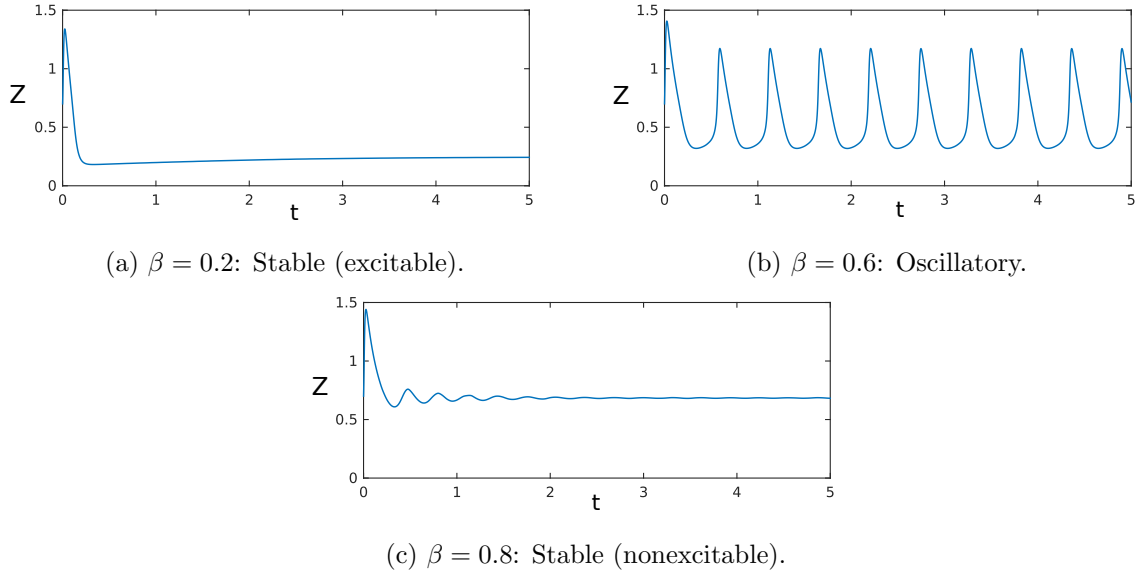 1.5
1
Z
0.5
0
0 1 2 3 4 5
t
(a) β = 0.2: Stable (excitable).
1.5
1
Z
0.5
0
0 1 2 3 4 5
t
(b) β = 0.6: Oscillatory.
1.5
1
Z
0.5
0
0 1 2 3 4 5
t
(c) β = 0.8: Stable (nonexcitable).